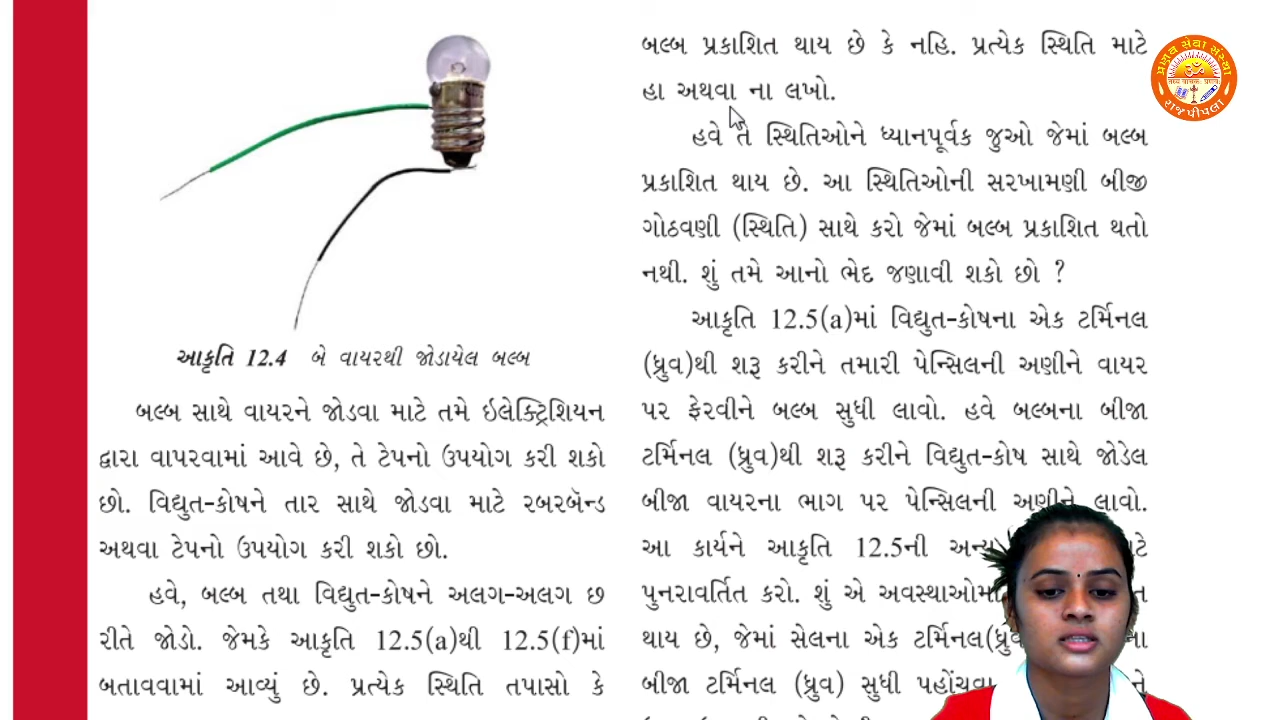 આકૃતિ 12.4 બે વાયરથી જોડાયેલ બલ્બ
બલ્બ સાથે વાયરને જોડવા માટે તમે ઇલેક્ટ્રિશિયન
દ્વારા વાપરવામાં આવે છે, તે ટેપનો ઉપયોગ કરી શકો
છો. વિદ્યુત-કોષને તાર સાથે જોડવા માટે રબરબૅન્ડ
અથવા ટેપનો ઉપયોગ કરી શકો છો.
હવે, બલ્બ તથા વિદ્યુત-કોષને અલગ-અલગ છ
રીતે જોડો. જેમકે આકૃતિ 12.5(a)થી 12.5(f)માં
બતાવવામાં આવ્યું છે. પ્રત્યેક સ્થિતિ તપાસો કે
બલ્બ પ્રકાશિત થાય છે કે નહિ. પ્રત્યેક સ્થિતિ માટે
હા અથવા ના લખો.
હવે તે સ્થિતિઓને ધ્યાનપૂર્વક જુઓ જેમાં બલ્બ
પ્રકાશિત થાય છે. આ સ્થિતિઓની સરખામણી બીજી
ગોઠવણી (સ્થિતિ) સાથે કરો જેમાં બલ્બ પ્રકાશિત થતો
નથી. શું તમે આનો ભેદ જણાવી શકો છો ?
આકૃતિ 12.5(a)માં વિદ્યુત-કોષના એક ટર્મિનલ
(ધ્રુવ)થી શરૂ કરીને તમારી પેન્સિલની અણીને વાયર
પર ફેરવીને બલ્બ સુધી લાવો. હવે બલ્બના બીજા
ટર્મિનલ (ધ્રુવ)થી શરૂ કરીને વિદ્યુત-કોષ સાથે જોડેલ
બીજા વાયરના ભાગ પર પેન્સિલની અણીને લાવો.
આ કાર્યને આકૃતિ 12.5ની અન્ય
પુનરાવર્તિત કરો. શું એ
થાય છે, જેમાં સેલના એક
બીજા ટર્મિનલ (ધ્રુવ) સુધી
પ્રણવ સેવા સંસ્થા
રાજપીપલા